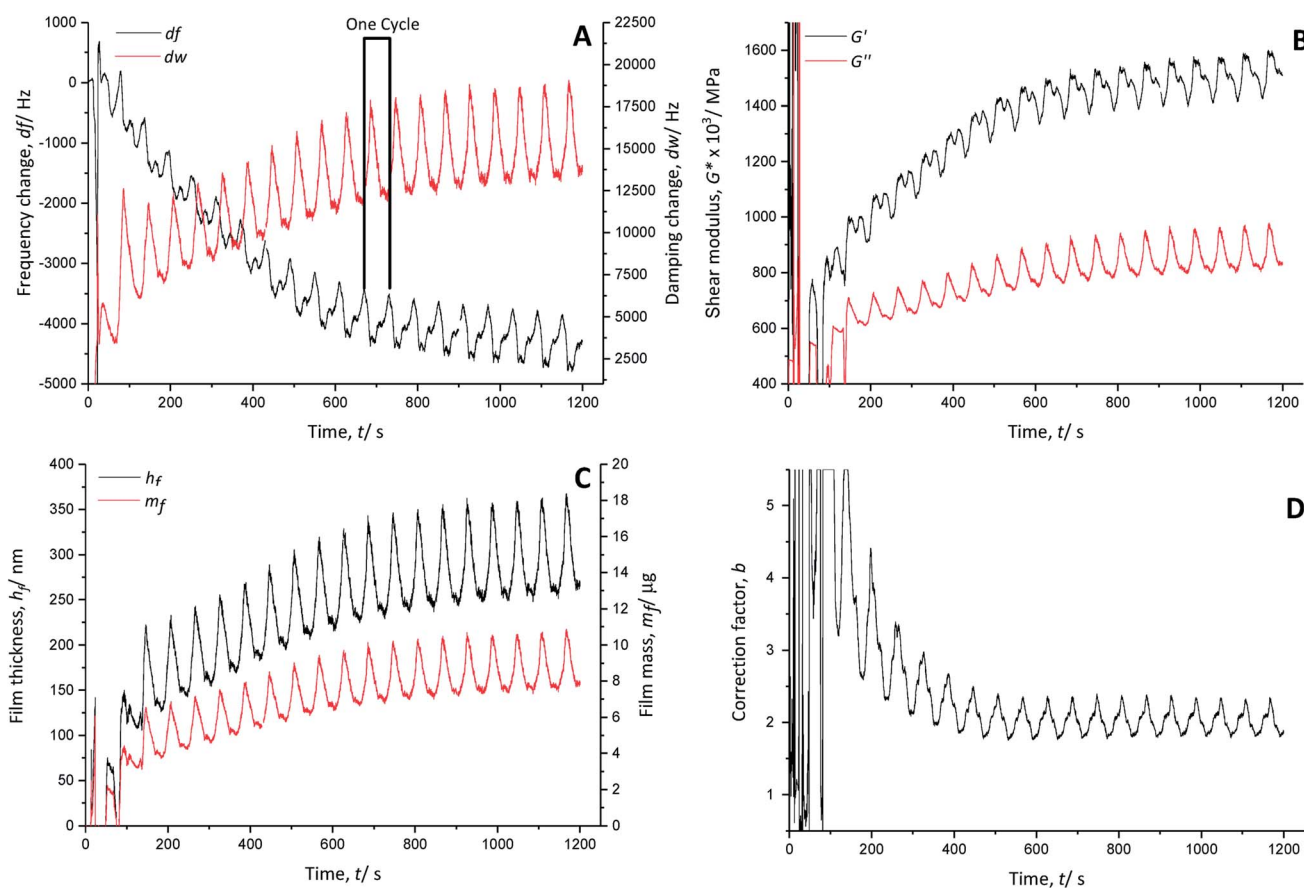 One Cycle
A
df
dw
Frequency change, df/ Hz
1000
0
-1000
-2000
-3000
-4000
-5000
Damping change, dw/ Hz
22500
20000
17500
15000
12500
10000
7500
5000
2500
0 200 400 600 800 1000 1200
Time, t/ s
B
G'
G''
Shear modulus, G* x 10³/ MPa
1600
1400
1200
1000
800
600
400
0 200 400 600 800 1000 1200
Time, t/ s
C
hf
mf
Film thickness, hf/ nm
400
350
300
250
200
150
100
50
0
Film mass, mf/ µg
20
18
16
14
12
10
8
6
4
2
0
0 200 400 600 800 1000 1200
Time, t/ s
D
Correction factor, b
5
4
3
2
1
0 200 400 600 800 1000 1200
Time, t/ s